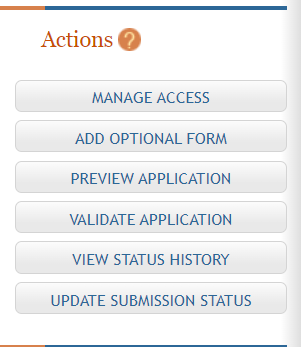 Actions ?
MANAGE ACCESS
ADD OPTIONAL FORM
PREVIEW APPLICATION
VALIDATE APPLICATION
VIEW STATUS HISTORY
UPDATE SUBMISSION STATUS